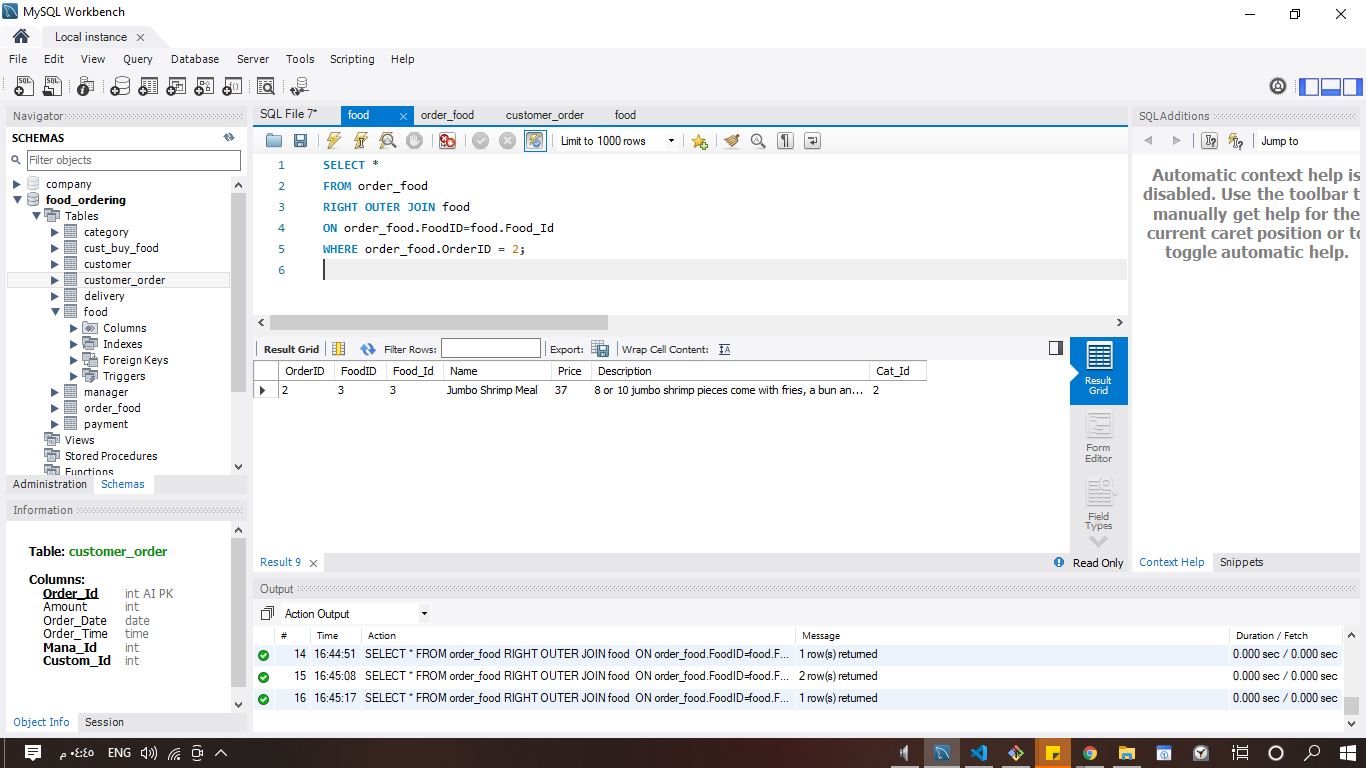 MySQL Workbench
Local instance
File Edit View Query Database Server Tools Scripting Help
Navigator
SCHEMAS
Filter objects
company
food_ordering
Tables
category
cust_buy_food
customer
customer_order
delivery
food
Columns
Indexes
Foreign Keys
Triggers
manager
order_food
payment
Views
Stored Procedures
Functions
Administration Schemas
Information
Table: customer_order
Columns:
Order_Id int AI PK
Amount int
Order_Date date
Order_Time time
Mana_Id int
Custom_Id int
Object Info Session
SQL File 7* food order_food customer_order food
Limit to 1000 rows
1 SELECT *
2 FROM order_food
3 RIGHT OUTER JOIN food
4 ON order_food.FoodID=food.Food_Id
5 WHERE order_food.OrderID = 2;
6
Result Grid Filter Rows: Export: Wrap Cell Content:
OrderID FoodID Food_Id Name Price Description Cat_Id
2 3 3 Jumbo Shrimp Meal 37 8 or 10 jumbo shrimp pieces come with fries, a bun an... 2
Result Grid
Form Editor
Field Types
Result 9
Read Only
SQLAdditions
Jump to
Automatic context help is
disabled. Use the toolbar t
manually get help for the
current caret position or to
toggle automatic help.
Context Help Snippets
Output
Action Output
# Time Action Message Duration / Fetch
14 16:44:51 SELECT * FROM order_food RIGHT OUTER JOIN food ON order_food.FoodID=food.F... 1 row(s) returned 0.000 sec / 0.000 sec
15 16:45:08 SELECT * FROM order_food RIGHT OUTER JOIN food ON order_food.FoodID=food.F... 2 row(s) returned 0.000 sec / 0.000 sec
16 16:45:17 SELECT * FROM order_food RIGHT OUTER JOIN food ON order_food.FoodID=food.F... 1 row(s) returned 0.000 sec / 0.000 sec
٠٤:٤٥ م ENG